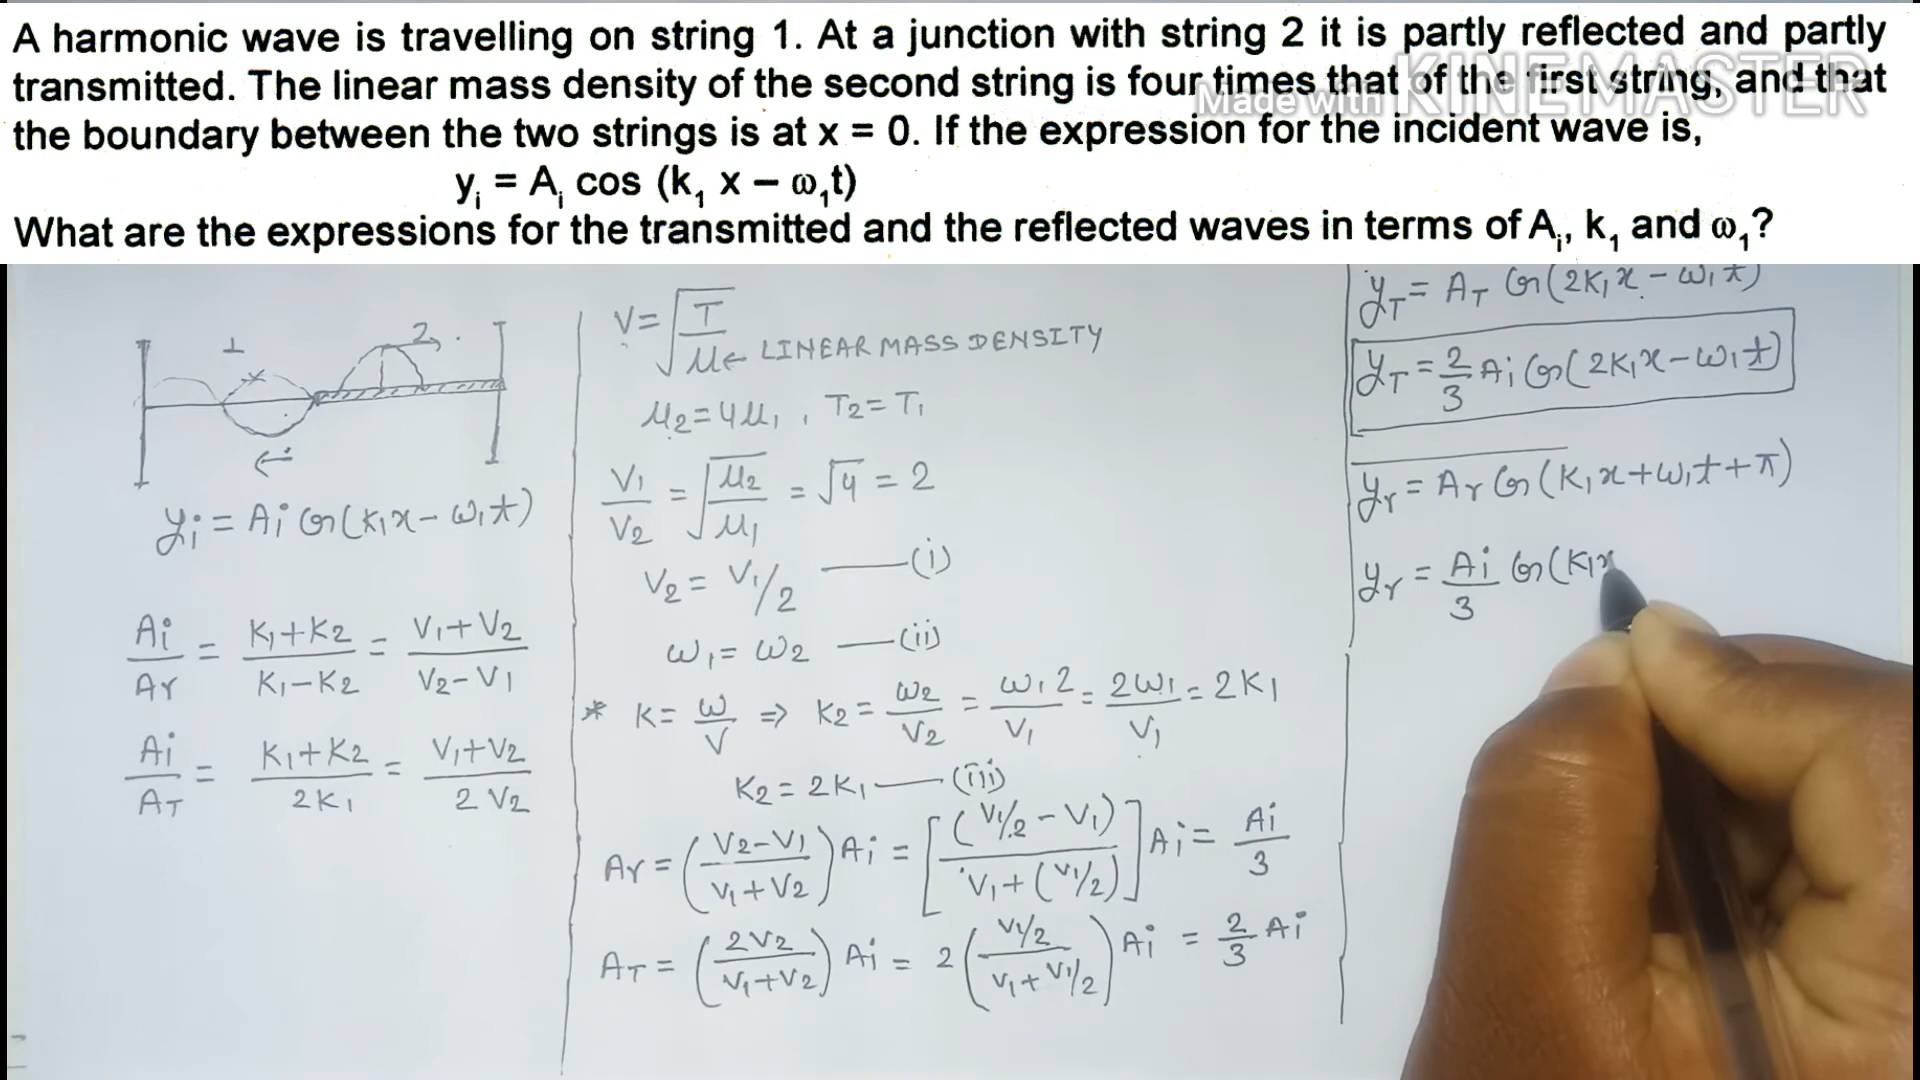 A harmonic wave is travelling on string 1. At a junction with string 2 it is partly reflected and partly
transmitted. The linear mass density of the second string is four times that of the first string, and that
the boundary between the two strings is at x = 0. If the expression for the incident wave is,
yᵢ = Aᵢ cos (k₁ x – ω₁t)
What are the expressions for the transmitted and the reflected waves in terms of Aᵢ, k₁ and ω₁?
Made with KINEMASTER
1
2
yᵢ = Aᵢ Cos(K₁x – ω₁t)
Ai/Ar = K₁+K₂/K₁–K₂ = V₁+V₂/V₂–V₁
Ai/AT = K₁+K₂/2K₁ = V₁+V₂/2V₂
V = √T/μ ← LINEAR MASS DENSITY
μ₂ = 4μ₁ , T₂ = T₁
V₁/V₂ = √μ₂/μ₁ = √4 = 2
V₂ = V₁/2 —(i)
ω₁ = ω₂ —(ii)
* K = ω/V ⇒ K₂ = ω₂/V₂ = ω₁2/V₁ = 2ω₁/V₁ = 2K₁
K₂ = 2K₁ —(iii)
Ar = (V₂–V₁/V₁+V₂) Ai = [(V₁/2 – V₁)/V₁+(V₁/2)] Ai = Ai/3
AT = (2V₂/V₁+V₂) Ai = 2(V₁/2/V₁+V₁/2) Ai = 2/3 Ai
yT = AT Cos(2K₁x – ω₁t)
yT = 2/3 Ai Cos(2K₁x – ω₁t)
yr = Ar Cos(K₁x + ω₁t + π)
yr = Ai/3 Cos(K₁x